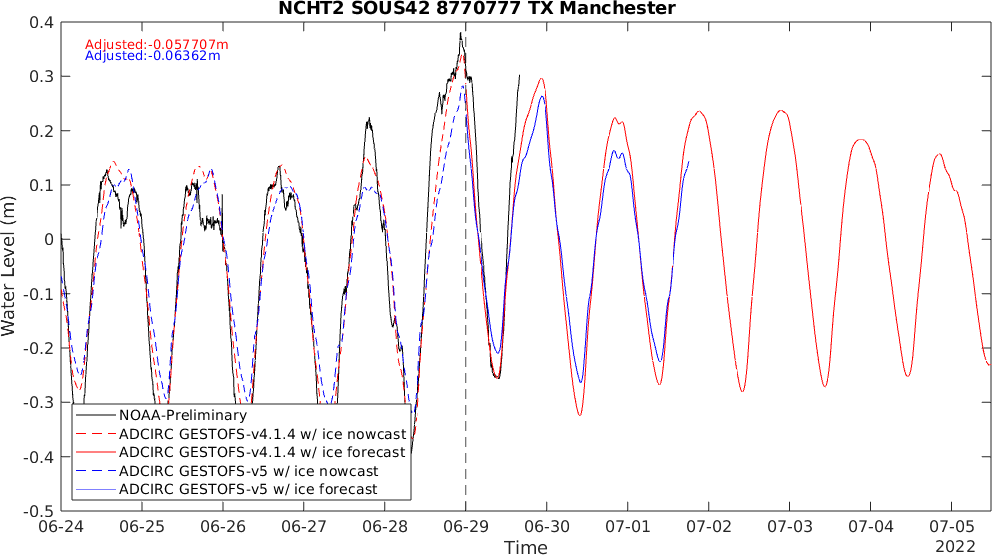 NCHT2 SOUS42 8770777 TX Manchester
Adjusted:-0.057707m
Adjusted:-0.06362m
Water Level (m)
0.4
0.3
0.2
0.1
0
-0.1
-0.2
-0.3
-0.4
-0.5
NOAA-Preliminary
ADCIRC GESTOFS-v4.1.4 w/ ice nowcast
ADCIRC GESTOFS-v4.1.4 w/ ice forecast
ADCIRC GESTOFS-v5 w/ ice nowcast
ADCIRC GESTOFS-v5 w/ ice forecast
06-24 06-25 06-26 06-27 06-28 06-29 06-30 07-01 07-02 07-03 07-04 07-05
Time
2022